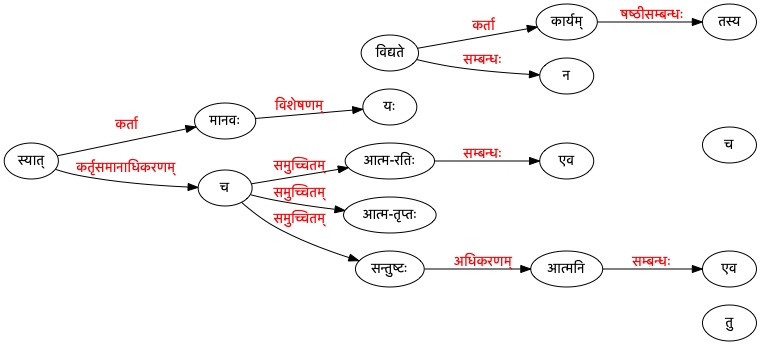 कर्ता
कार्यम्
षष्ठीसम्बन्धः
तस्य
विद्यते
सम्बन्धः
न
कर्ता
मानवः
विशेषणम्
यः
स्यात्
कर्तृसमानाधिकरणम्
च
समुच्चितम्
आत्म-रतिः
सम्बन्धः
एव
च
समुच्चितम्
आत्म-तृप्तः
समुच्चितम्
सन्तुष्टः
अधिकरणम्
आत्मनि
सम्बन्धः
एव
तु